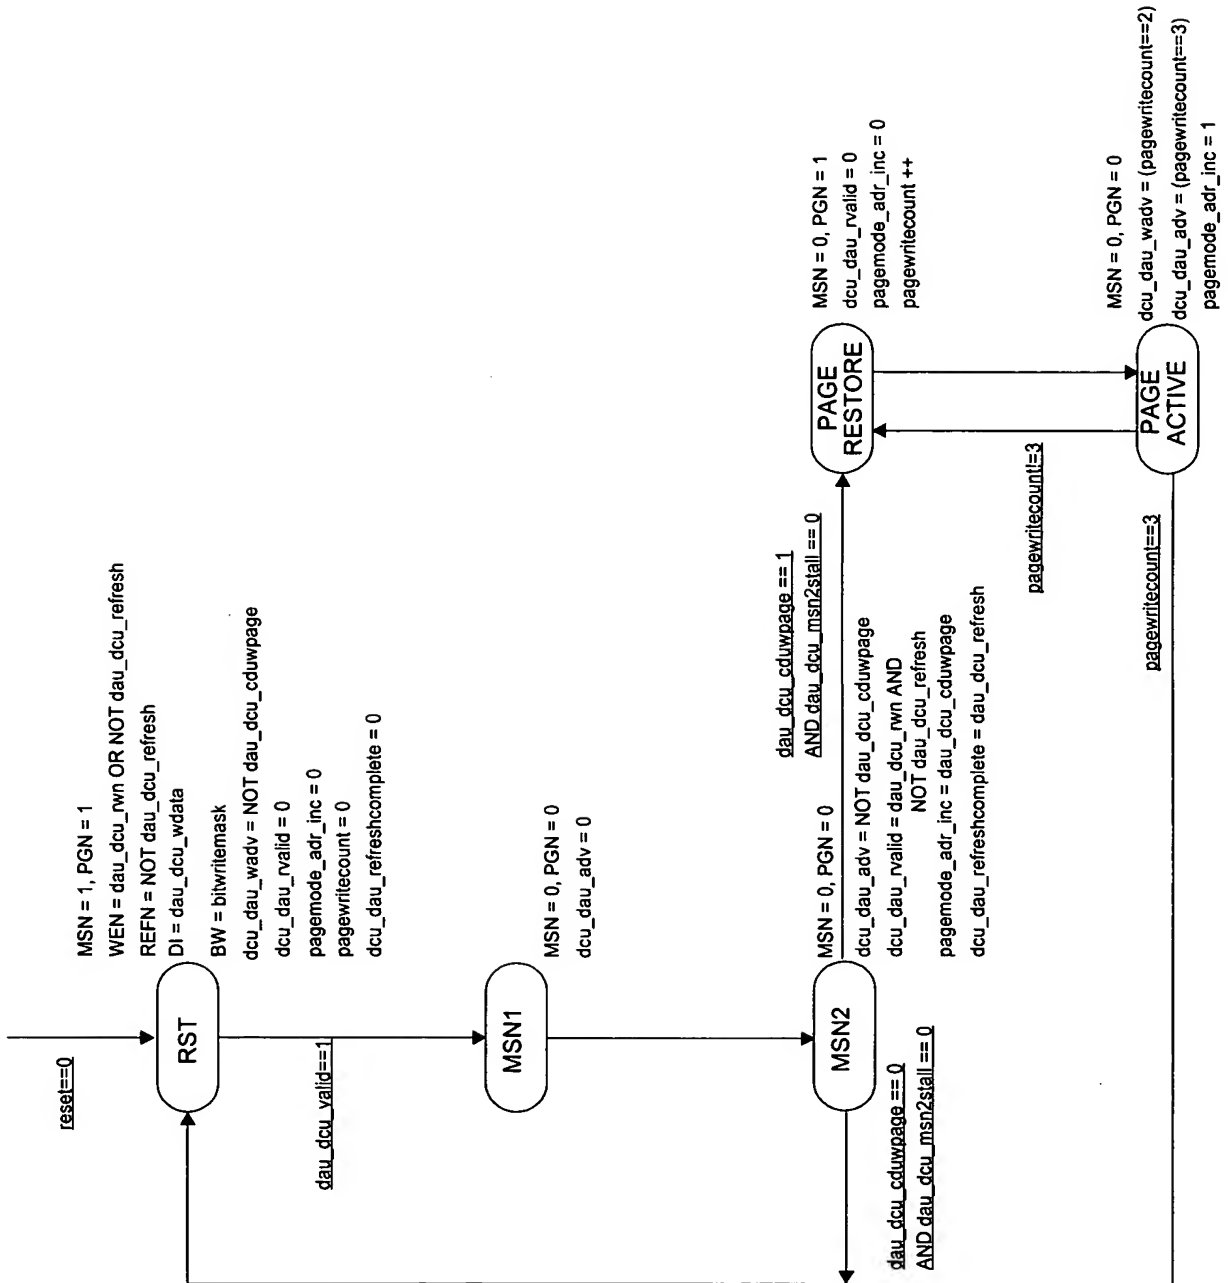 reset==0
RST
MSN = 1, PGN = 1
WEN = dau_dcu_rwn OR NOT dau_dcu_refresh
REFN = NOT dau_dcu_refresh
DI = dau_dcu_wdata
BW = bitwritemask
dcu_dau_wadv = NOT dau_dcu_cduwpage
dcu_dau_rvalid = 0
pagemode_adr_inc = 0
pagewritecount = 0
dcu_dau_refreshcomplete = 0
dau_dcu_valid==1
MSN1
MSN = 0, PGN = 0
dcu_dau_adv = 0
MSN2
MSN = 0, PGN = 0
dcu_dau_adv = NOT dau_dcu_cduwpage
dcu_dau_rvalid = dau_dcu_rwn AND
NOT dau_dcu_refresh
pagemode_adr_inc = dau_dcu_cduwpage
dcu_dau_refreshcomplete = dau_dcu_refresh
dau_dcu_cduwpage == 0
AND dau_dcu_msn2stall == 0
dau_dcu_cduwpage == 1
AND dau_dcu_msn2stall == 0
PAGE
RESTORE
MSN = 0, PGN = 1
dcu_dau_rvalid = 0
pagemode_adr_inc = 0
pagewritecount ++
pagewritecount!=3
pagewritecount==3
PAGE
ACTIVE
MSN = 0, PGN = 0
dcu_dau_wadv = (pagewritecount==2)
dcu_dau_adv = (pagewritecount==3)
pagemode_adr_inc = 1